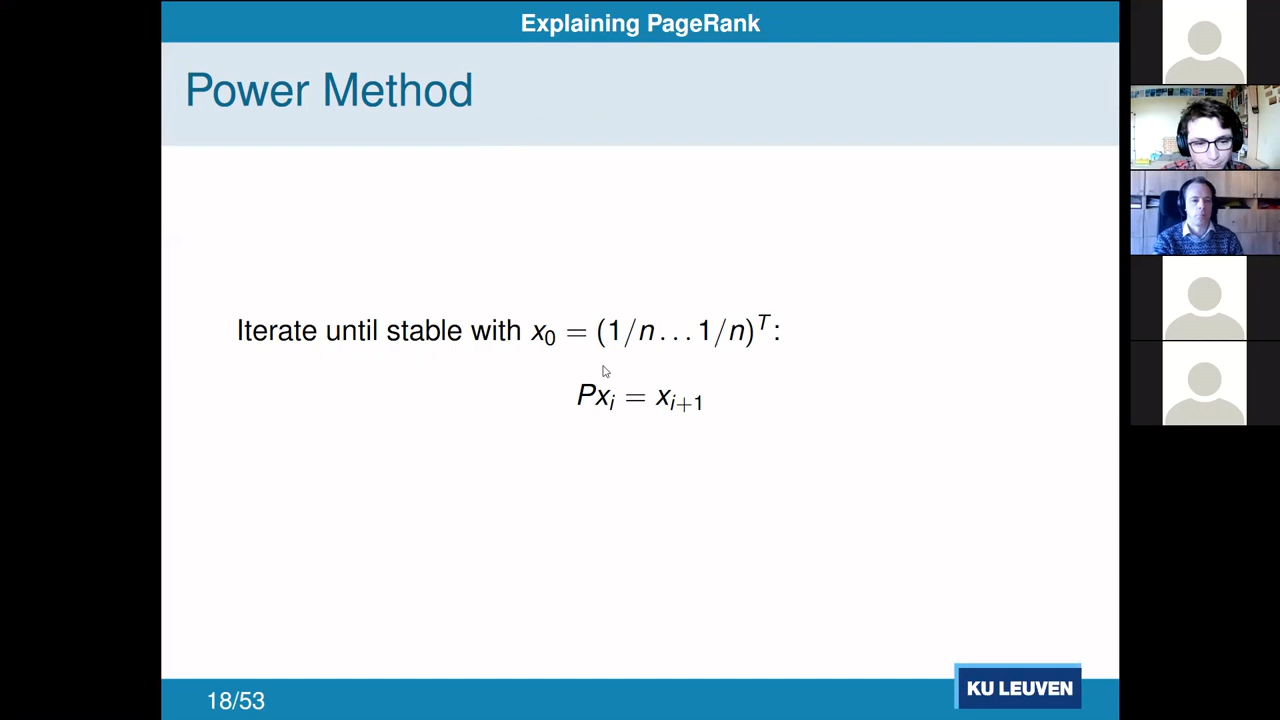 Explaining PageRank
Power Method
Iterate until stable with x₀ = (1/n . . . 1/n)ᵀ:
Pxᵢ = xᵢ₊₁
18/53
KU LEUVEN